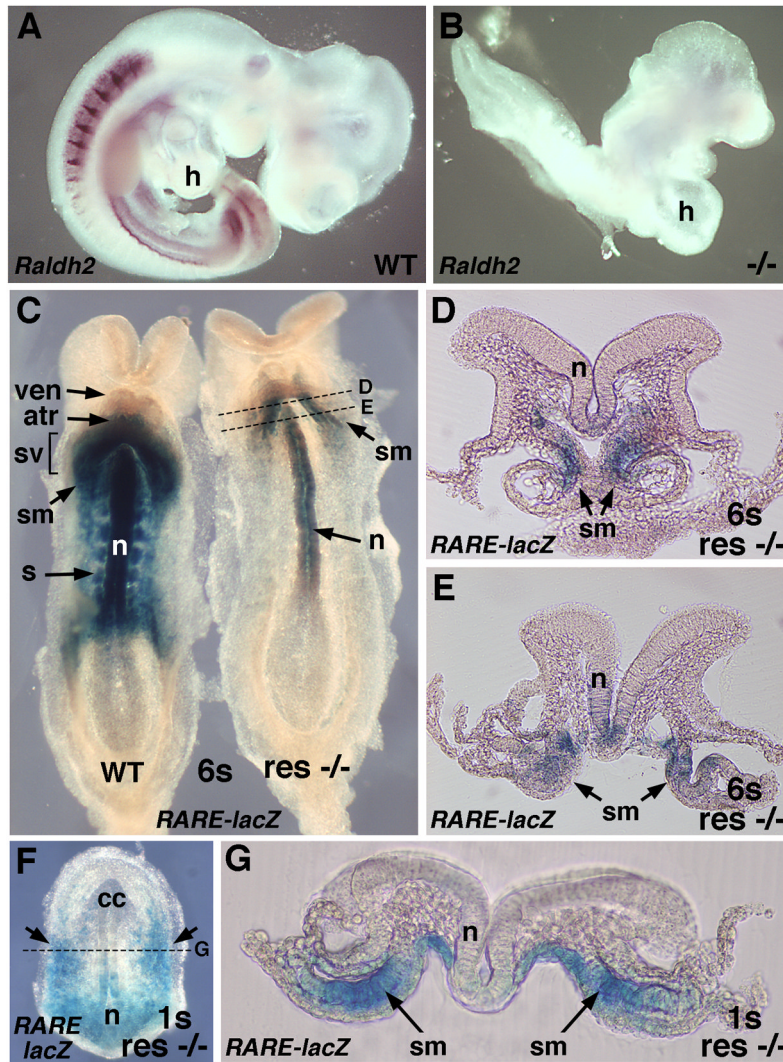 A
h
Raldh2
WT
B
h
Raldh2
-/-
C
ven
atr
sv
sm
n
s
D
E
sm
n
WT
6s
res -/-
RARE-lacZ
D
n
sm
6s
RARE-lacZ
res -/-
E
n
sm
6s
RARE-lacZ
res -/-
F
cc
G
n
1s
RARE
lacZ
res -/-
G
n
sm
sm
1s
RARE-lacZ
res -/-